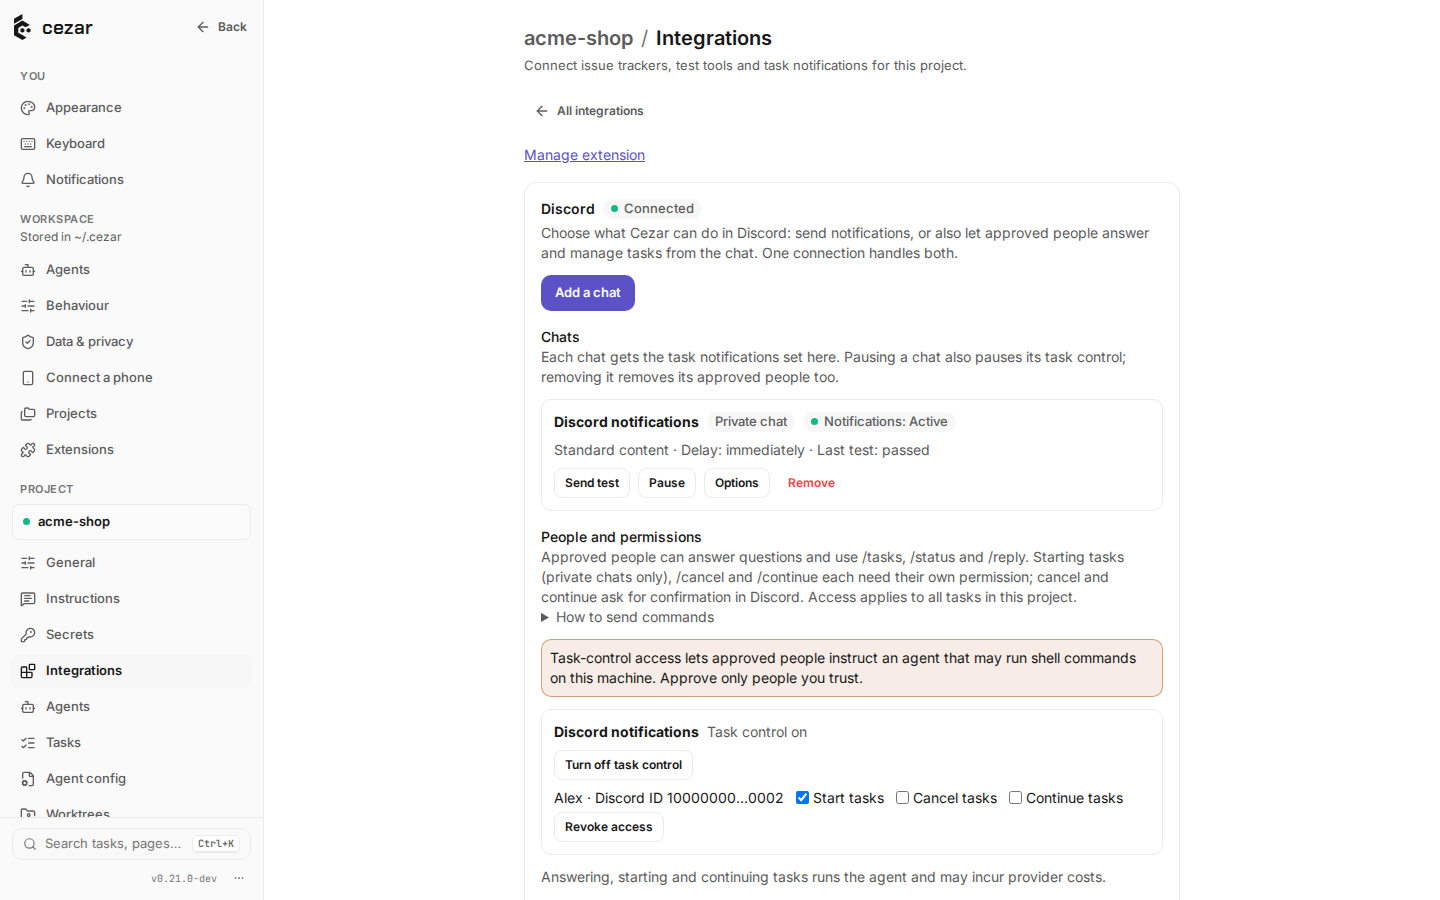 cezar
Back
YOU
Appearance
Keyboard
Notifications
WORKSPACE
Stored in ~/.cezar
Agents
Behaviour
Data & privacy
Connect a phone
Projects
Extensions
PROJECT
acme-shop
General
Instructions
Secrets
Integrations
Agents
Tasks
Agent config
Worktrees
Search tasks, pages... Ctrl+K
v0.21.0-dev ...
acme-shop / Integrations
Connect issue trackers, test tools and task notifications for this project.
All integrations
Manage extension
Discord Connected
Choose what Cezar can do in Discord: send notifications, or also let approved people answer
and manage tasks from the chat. One connection handles both.
Add a chat
Chats
Each chat gets the task notifications set here. Pausing a chat also pauses its task control;
removing it removes its approved people too.
Discord notifications Private chat Notifications: Active
Standard content · Delay: immediately · Last test: passed
Send test Pause Options Remove
People and permissions
Approved people can answer questions and use /tasks, /status and /reply. Starting tasks
(private chats only), /cancel and /continue each need their own permission; cancel and
continue ask for confirmation in Discord. Access applies to all tasks in this project.
How to send commands
Task-control access lets approved people instruct an agent that may run shell commands
on this machine. Approve only people you trust.
Discord notifications Task control on
Turn off task control
Alex · Discord ID 10000000…0002 Start tasks Cancel tasks Continue tasks
Revoke access
Answering, starting and continuing tasks runs the agent and may incur provider costs.